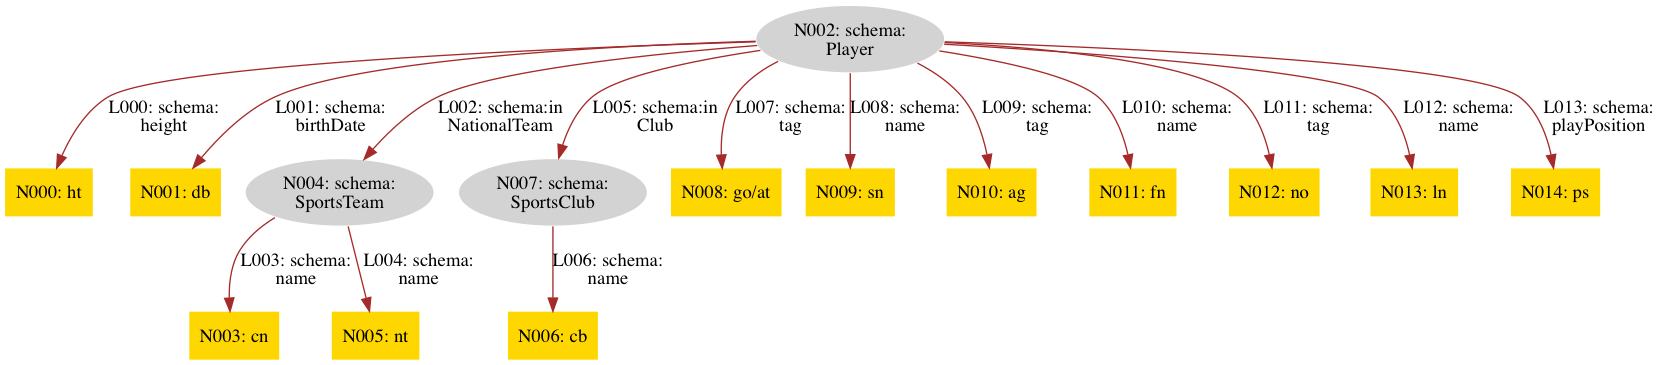 N002: schema:
Player
L000: schema:
height
L001: schema:
birthDate
L002: schema:in
NationalTeam
L005: schema:in
Club
L007: schema:
tag
L008: schema:
name
L009: schema:
tag
L010: schema:
name
L011: schema:
tag
L012: schema:
name
L013: schema:
playPosition
N000: ht
N001: db
N004: schema:
SportsTeam
N007: schema:
SportsClub
N008: go/at
N009: sn
N010: ag
N011: fn
N012: no
N013: ln
N014: ps
L003: schema:
name
L004: schema:
name
L006: schema:
name
N003: cn
N005: nt
N006: cb